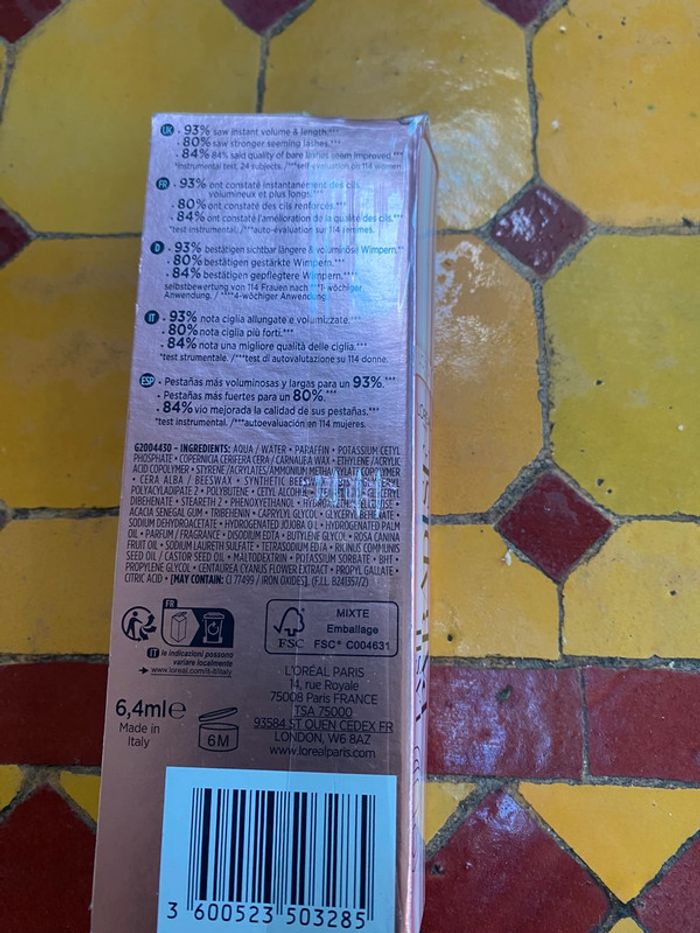 UK • 93% saw instant volume & length.***
• 80% saw stronger seeming lashes.***
• 84% 84% said quality of bare lashes seem improved.***
*instrumental test, 24 subjects. /***self-evaluation on 114 women
FR • 93% ont constaté instantanément des cils
volumineux et plus longs.***
• 80% ont constaté des cils renforcés.***
• 84% ont constaté l'amélioration de la qualité des cils.***
*test instrumental. /***auto-évaluation sur 114 femmes.
D • 93% bestätigen sichtbar längere & voluminöse Wimpern.**
• 80% bestätigen gestärkte Wimpern.***
• 84% bestätigen gepflegtere Wimpern.****
selbstbewertung von 114 Frauen nach ***1-wöchiger
Anwendung. / ****4-wöchiger Anwendung
IT • 93% nota ciglia allungate e volumizzate.***
• 80% nota ciglia più forti.***
• 84% nota una migliore qualità delle ciglia.***
*test strumentale. /***test di autovalutazione su 114 donne.
ESP • Pestañas más voluminosas y largas para un 93%.***
• Pestañas más fuertes para un 80%.***
• 84% vio mejorada la calidad de sus pestañas.***
*test instrumental. /***autoevaluación en 114 mujeres.
G2004430 - INGREDIENTS: AQUA / WATER • PARAFFIN • POTASSIUM CETYL
PHOSPHATE • COPERNICIA CERIFERA CERA / CARNAUBA WAX • ETHYLENE/ACRYLIC
ACID COPOLYMER • STYRENE/ACRYLATES/AMMONIUM METHACRYLATE COPOLYMER
• CERA ALBA / BEESWAX • SYNTHETIC BEESWAX
POLYACYLADIPATE-2 • POLYBUTENE • CETYL ALCOHOL
DIBEHENATE • STEARETH-2 • PHENOXYETHANOL • HYDROXYETHYLCELLULOSE •
ACACIA SENEGAL GUM • TRIBEHENIN • CAPRYLYL GLYCOL • GLYCERYL BEHENATE •
SODIUM DEHYDROACETATE • HYDROGENATED JOJOBA OIL • HYDROGENATED PALM
OIL • PARFUM / FRAGRANCE • DISODIUM EDTA • BUTYLENE GLYCOL • ROSA CANINA
FRUIT OIL • SODIUM LAURETH SULFATE • TETRASODIUM EDTA • RICINUS COMMUNIS
SEED OIL / CASTOR SEED OIL • MALTODEXTRIN • POTASSIUM SORBATE • BHT •
PROPYLENE GLYCOL • CENTAUREA CYANUS FLOWER EXTRACT • PROPYL GALLATE •
CITRIC ACID • [MAY CONTAIN: CI 77499 / IRON OXIDES]. (F.I.L. B241357/2)
FR
IT le indicazioni possono
variare localmente
www.loreal.com/it-it/italy
MIXTE
Emballage
FSC FSC® C004631
6,4ml e
Made in
Italy
6M
L'ORÉAL PARIS
14, rue Royale
75008 Paris FRANCE
TSA 75000
93584 ST OUEN CEDEX FR
LONDON, W6 8AZ
www.lorealparis.com
3 600523 503285